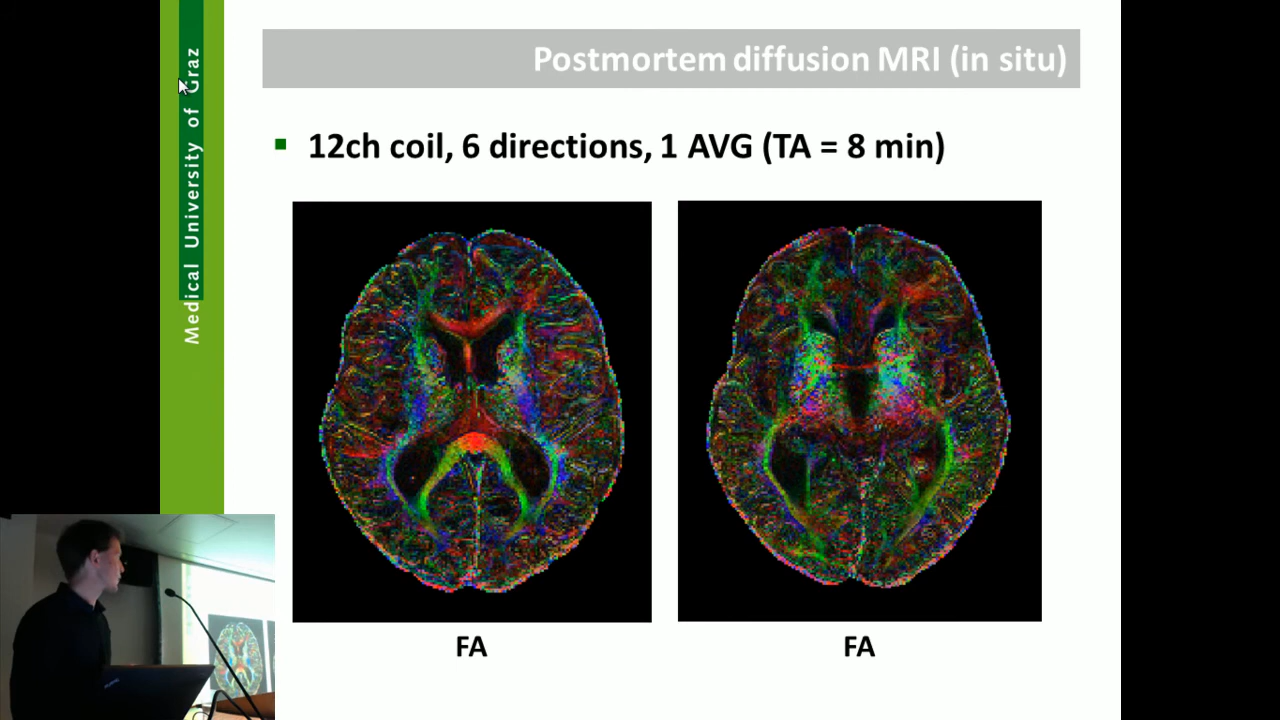 Medical University of Graz
Postmortem diffusion MRI (in situ)
▪ 12ch coil, 6 directions, 1 AVG (TA = 8 min)
FA
FA